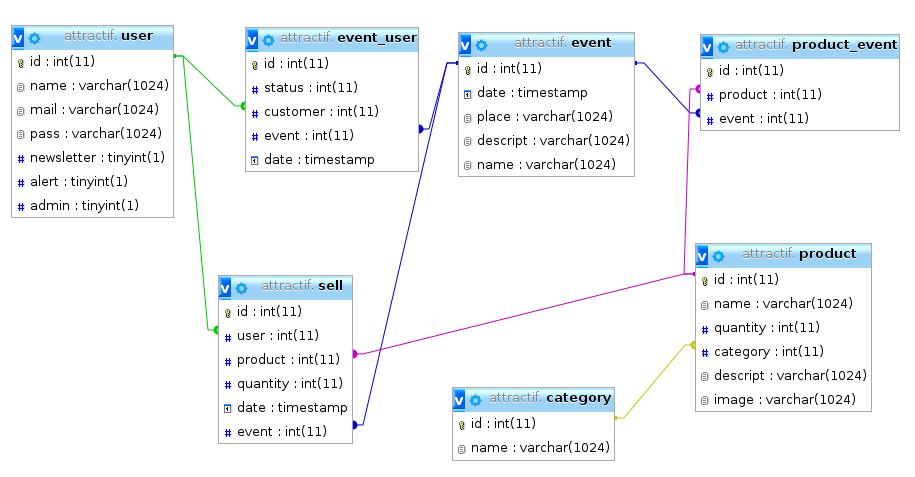 attractif. user
id : int(11)
name : varchar(1024)
mail : varchar(1024)
pass : varchar(1024)
newsletter : tinyint(1)
alert : tinyint(1)
admin : tinyint(1)
attractif. event_user
id : int(11)
status : int(11)
customer : int(11)
event : int(11)
date : timestamp
attractif. event
id : int(11)
date : timestamp
place : varchar(1024)
descript : varchar(1024)
name : varchar(1024)
attractif. product_event
id : int(11)
product : int(11)
event : int(11)
attractif. sell
id : int(11)
user : int(11)
product : int(11)
quantity : int(11)
date : timestamp
event : int(11)
attractif. category
id : int(11)
name : varchar(1024)
attractif. product
id : int(11)
name : varchar(1024)
quantity : int(11)
category : int(11)
descript : varchar(1024)
image : varchar(1024)